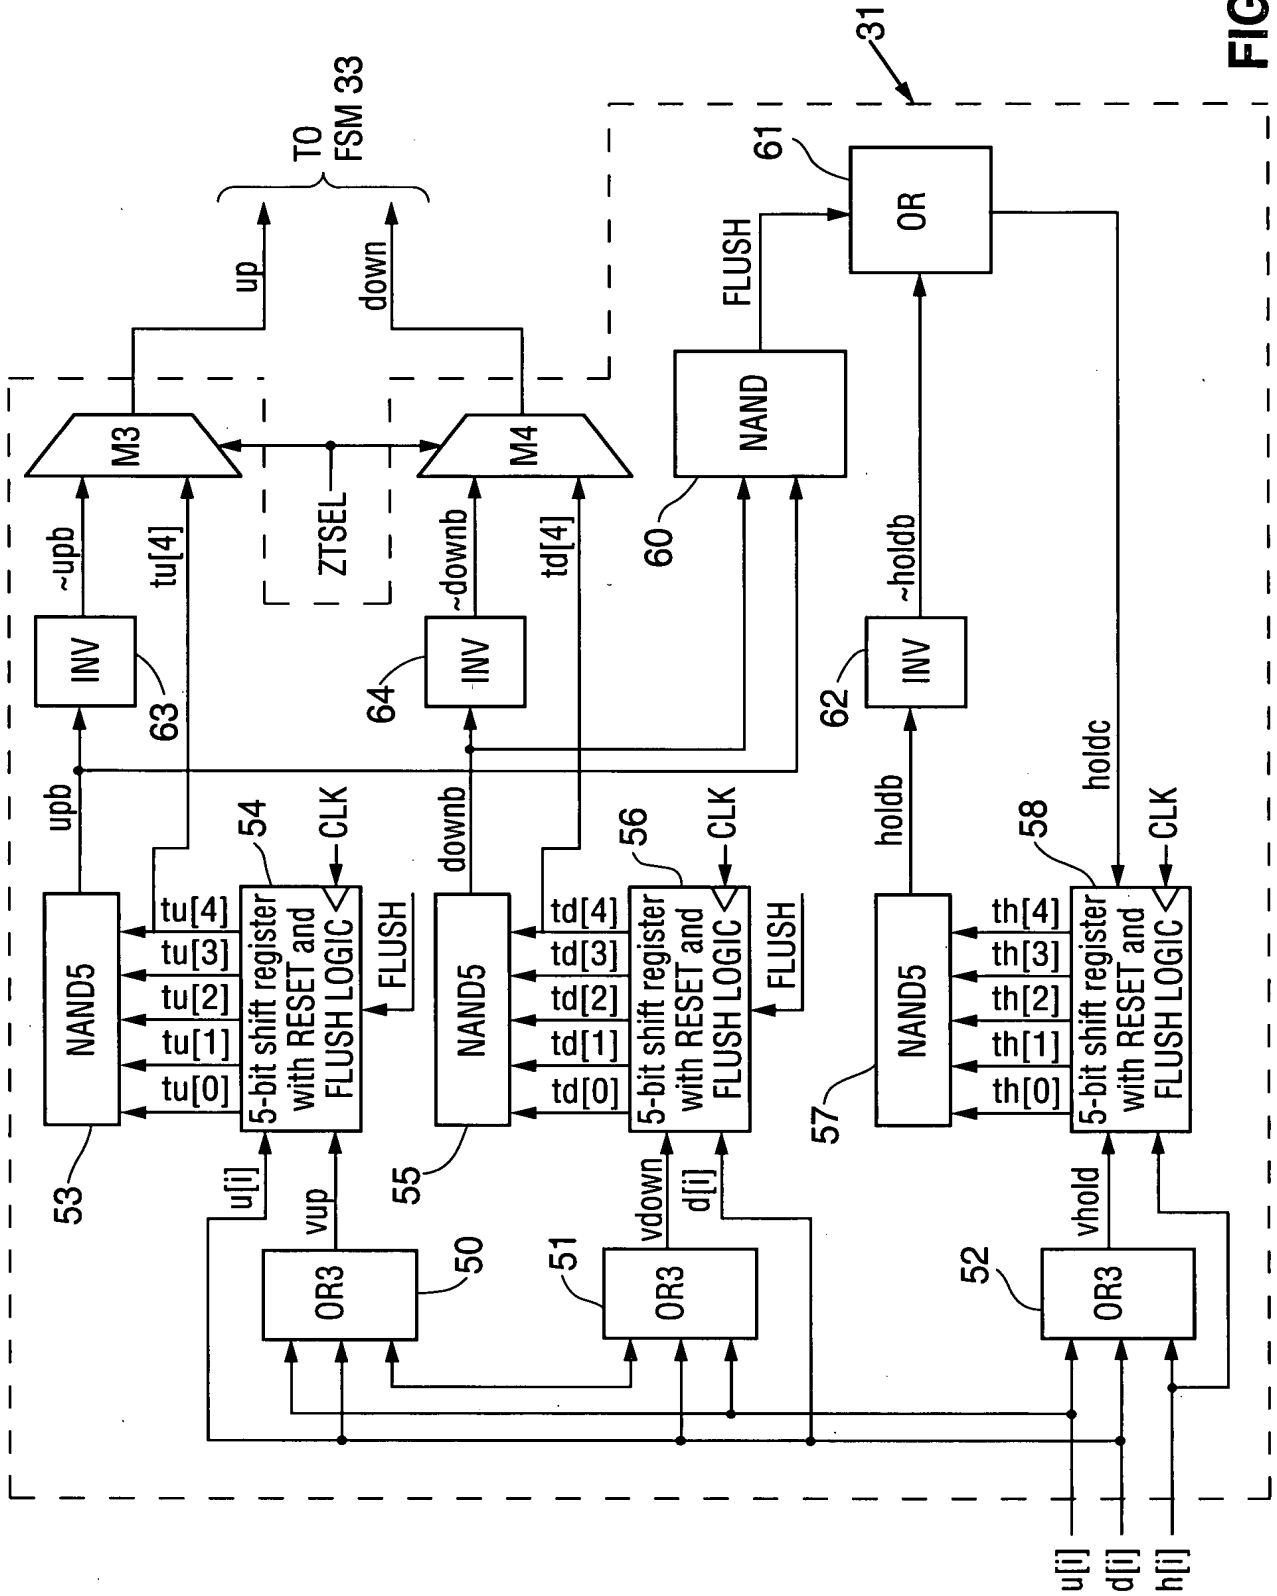 FIG
TO
FSM 33
up
down
31
M3
M4
ZTSEL
~upb
tu[4]
~downb
td[4]
INV
63
INV
64
upb
downb
60
NAND
FLUSH
61
OR
~holdb
INV
62
holdb
holdc
NAND5
53
tu[0]
tu[1]
tu[2]
tu[3]
tu[4]
5-bit shift register
with RESET and
FLUSH LOGIC
54
CLK
FLUSH
u[i]
vup
OR3
50
NAND5
55
td[0]
td[1]
td[2]
td[3]
td[4]
5-bit shift register
with RESET and
FLUSH LOGIC
56
CLK
FLUSH
vdown
d[i]
OR3
51
NAND5
57
th[0]
th[1]
th[2]
th[3]
th[4]
5-bit shift register
with RESET and
FLUSH LOGIC
58
CLK
vhold
OR3
52
u[i]
d[i]
h[i]